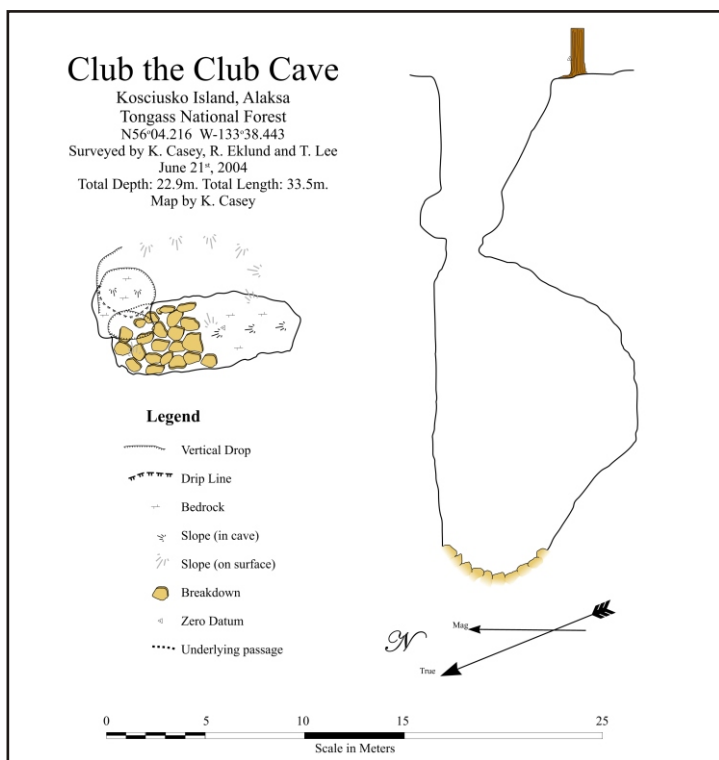 Club the Club Cave
Kosciusko Island, Alaksa
Tongass National Forest
N56°04.216 W-133°38.443
Surveyed by K. Casey, R. Eklund and T. Lee
June 21st, 2004
Total Depth: 22.9m. Total Length: 33.5m.
Map by K. Casey
Legend
Vertical Drop
Drip Line
Bedrock
Slope (in cave)
Slope (on surface)
Breakdown
Zero Datum
Underlying passage
N
Mag
True
0 5 10 15 25
Scale in Meters